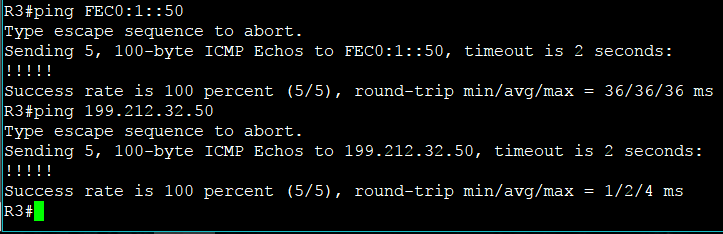 R3#ping FEC0:1::50
Type escape sequence to abort.
Sending 5, 100-byte ICMP Echos to FEC0:1::50, timeout is 2 seconds:
!!!!!
Success rate is 100 percent (5/5), round-trip min/avg/max = 36/36/36 ms
R3#ping 199.212.32.50
Type escape sequence to abort.
Sending 5, 100-byte ICMP Echos to 199.212.32.50, timeout is 2 seconds:
!!!!!
Success rate is 100 percent (5/5), round-trip min/avg/max = 1/2/4 ms
R3#